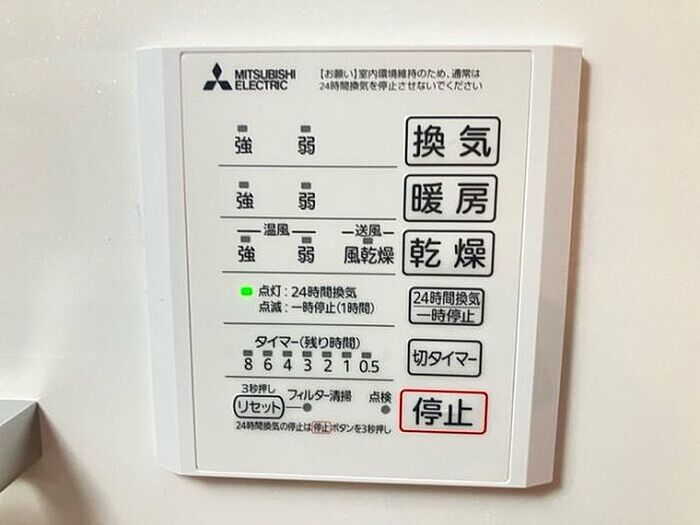 MITSUBISHI
ELECTRIC
【お願い】室内環境維持のため、通常は
24時間換気を停止させないでください
強 弱 換気
強 弱 暖房
温風 送風
強 弱 風乾燥 乾燥
点灯:24時間換気
点滅:一時停止(1時間)
24時間換気
一時停止
タイマー(残り時間)
8 6 4 3 2 1 0.5
切タイマー
3秒押し
リセット フィルター清掃 点検
停止
24時間換気の停止は停止ボタンを3秒押し